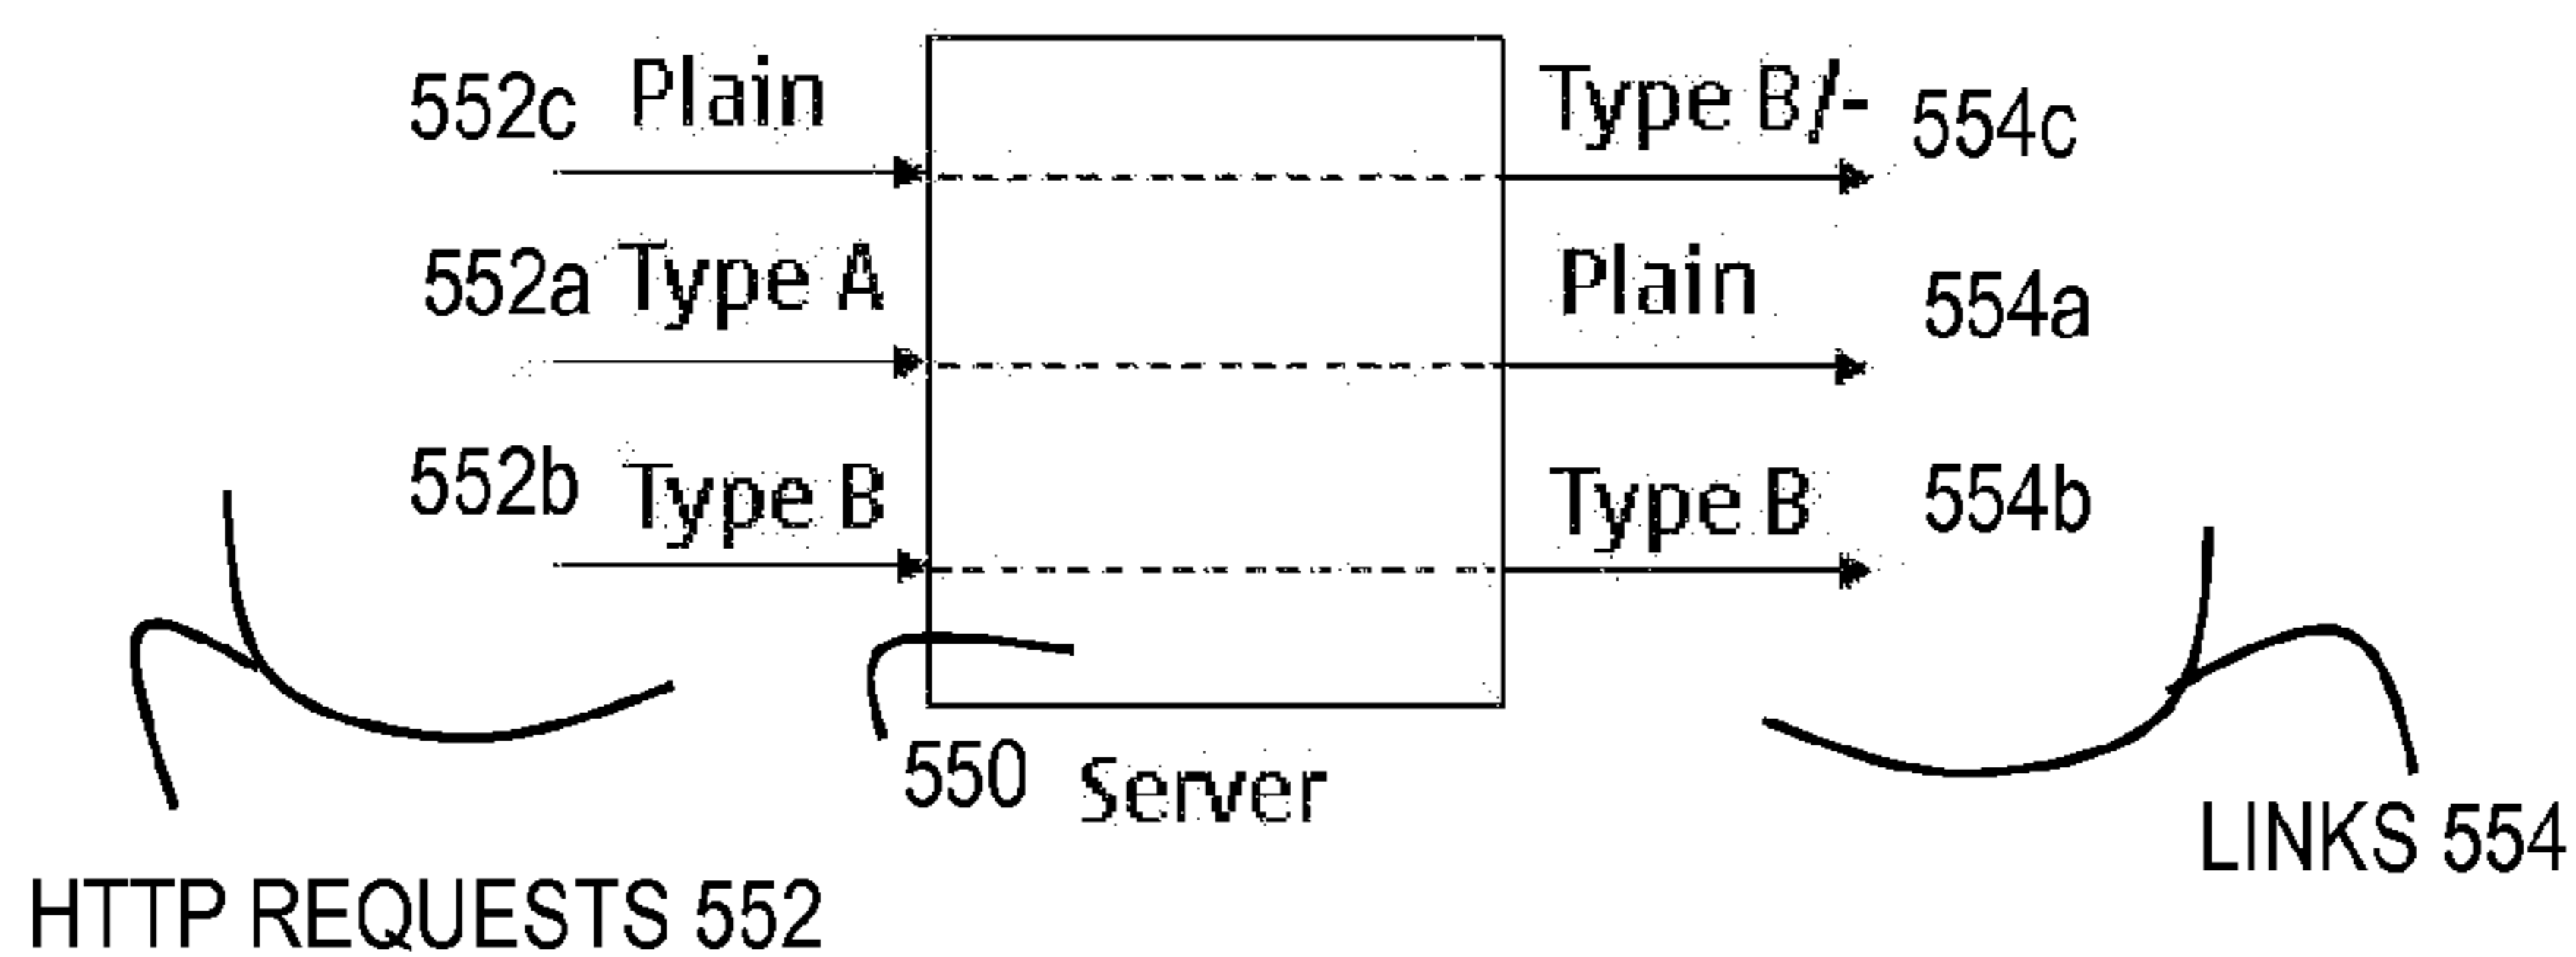 552c Plain Type B/- 554c
552a Type A Plain 554a
552b Type B Type B 554b
550 Server
LINKS 554
HTTP REQUESTS 552